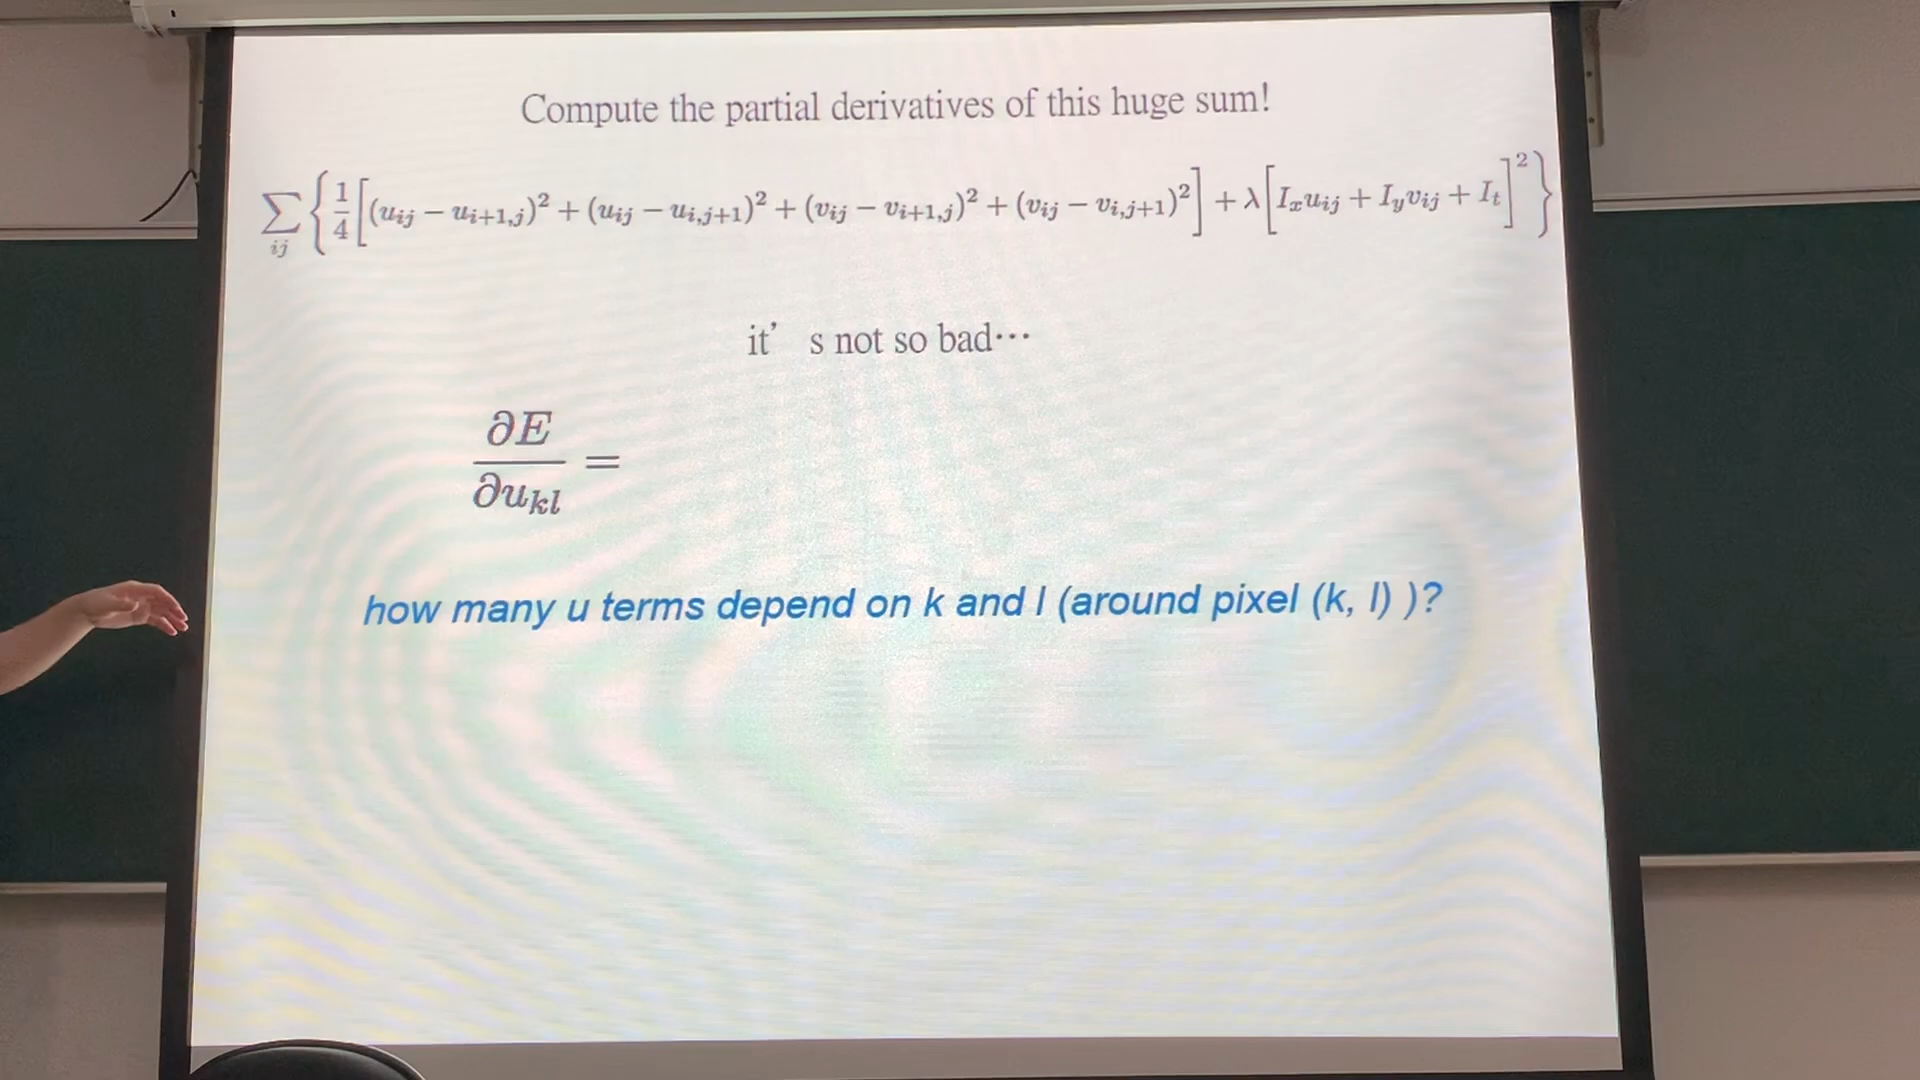 Compute the partial derivatives of this huge sum!
∑_{ij} { 1/4 [ (u_{ij} − u_{i+1,j})² + (u_{ij} − u_{i,j+1})² + (v_{ij} − v_{i+1,j})² + (v_{ij} − v_{i,j+1})² ] + λ [ I_x u_{ij} + I_y v_{ij} + I_t ]² }
it’ s not so bad⋯
∂E/∂u_{kl} =
how many u terms depend on k and l (around pixel (k, l) )?